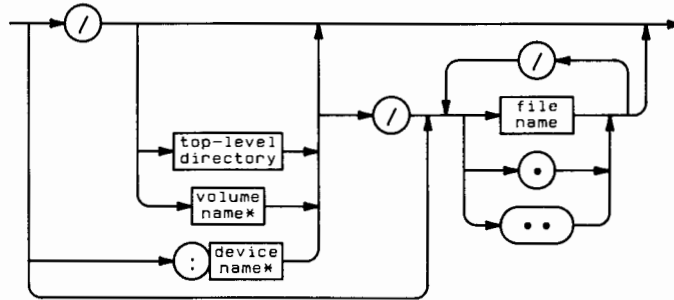 /
/
/
file
name
top-level
directory
•
volume
name*
••
:
device
name*